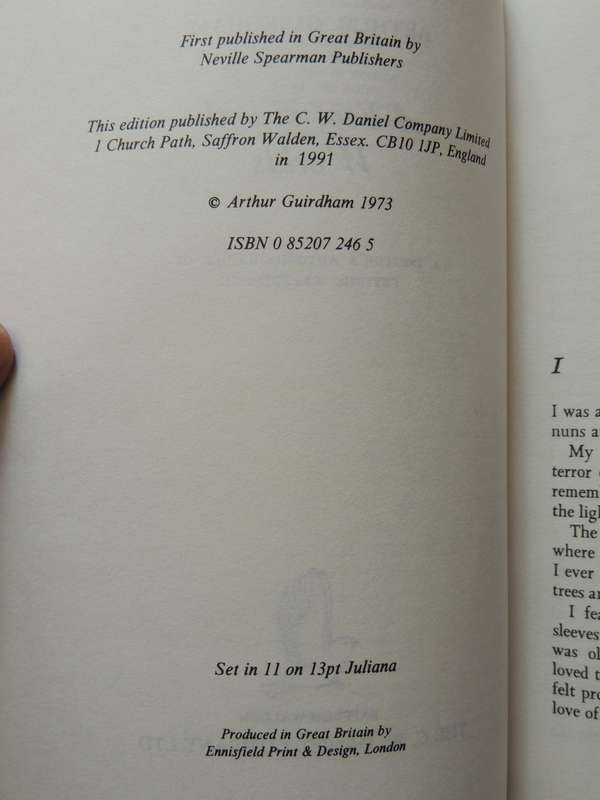 First published in Great Britain by
Neville Spearman Publishers
This edition published by The C. W. Daniel Company Limited
1 Church Path, Saffron Walden, Essex. CB10 1JP, England
in 1991
© Arthur Guirdham 1973
ISBN 0 85207 246 5
Set in 11 on 13pt Juliana
Produced in Great Britain by
Ennisfield Print & Design, London
I
I was a
nuns a
My
terror
remem
the ligh
The
where
I ever
trees a
I fea
sleeves
was ol
loved t
felt pro
love of